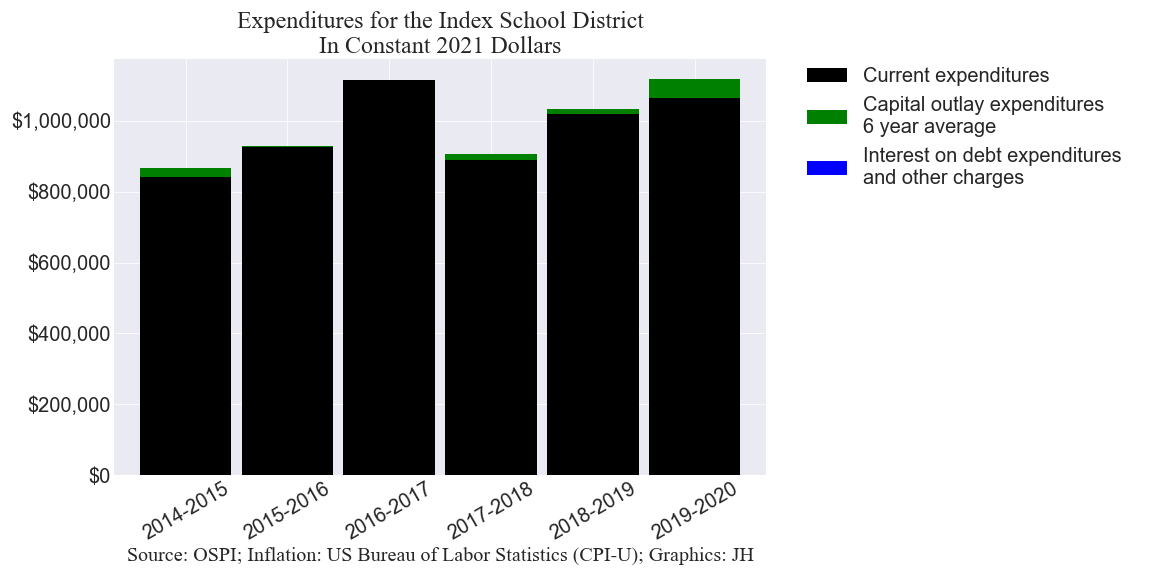 Expenditures for the Index School District
In Constant 2021 Dollars
$1,000,000
$800,000
$600,000
$400,000
$200,000
$0
2014-2015
2015-2016
2016-2017
2017-2018
2018-2019
2019-2020
Source: OSPI; Inflation: US Bureau of Labor Statistics (CPI-U); Graphics: JH
Current expenditures
Capital outlay expenditures
6 year average
Interest on debt expenditures
and other charges